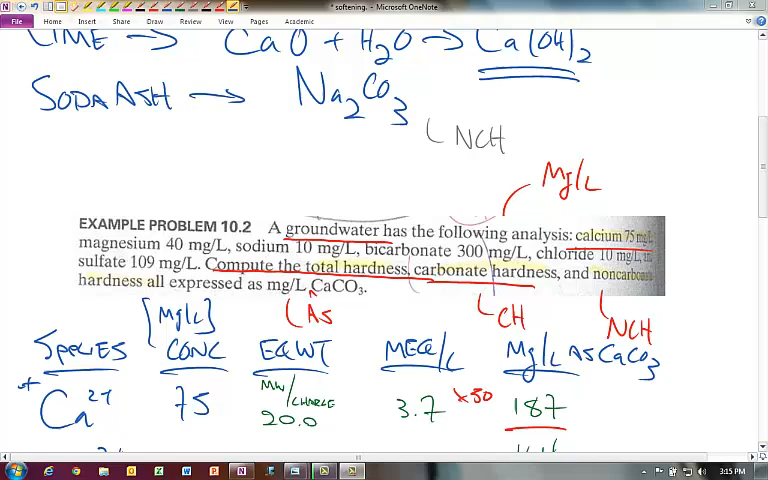 * softening. - Microsoft OneNote
File Home Insert Share Draw Review View Pages Academic
LIME → CaO + H2O → Ca(OH)2
SODA ASH → Na2CO3
NCH
Mg/L
EXAMPLE PROBLEM 10.2 A groundwater has the following analysis: calcium 75 mg/L
magnesium 40 mg/L, sodium 10 mg/L, bicarbonate 300 mg/L, chloride 10 mg/L,
sulfate 109 mg/L. Compute the total hardness, carbonate hardness, and noncarbonate
hardness all expressed as mg/L CaCO3.
[Mg/L] AS CH NCH
SPECIES CONC EQWT MEQ/L Mg/L AS CaCO3
Ca2+ 75 MW/CHARGE 20.0 3.7 x50 187
3:15 PM